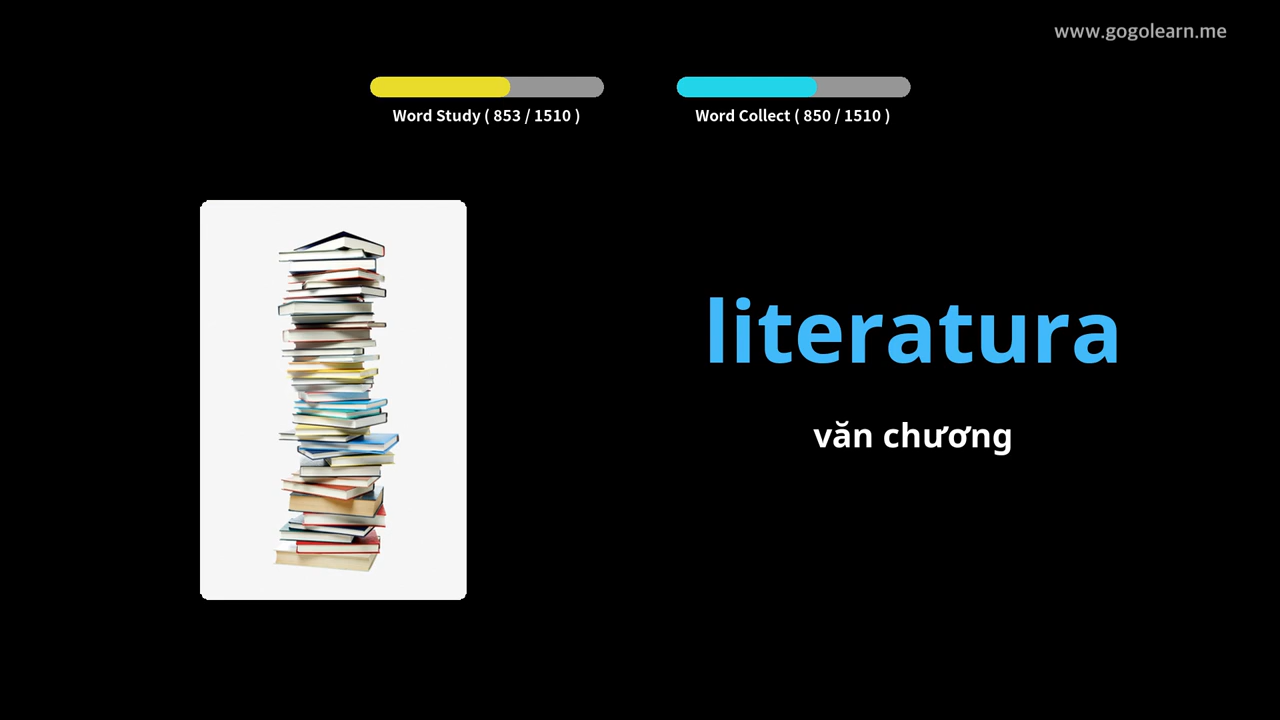 www.gogolearn.me
Word Study ( 853 / 1510 )
Word Collect ( 850 / 1510 )
literatura
văn chương